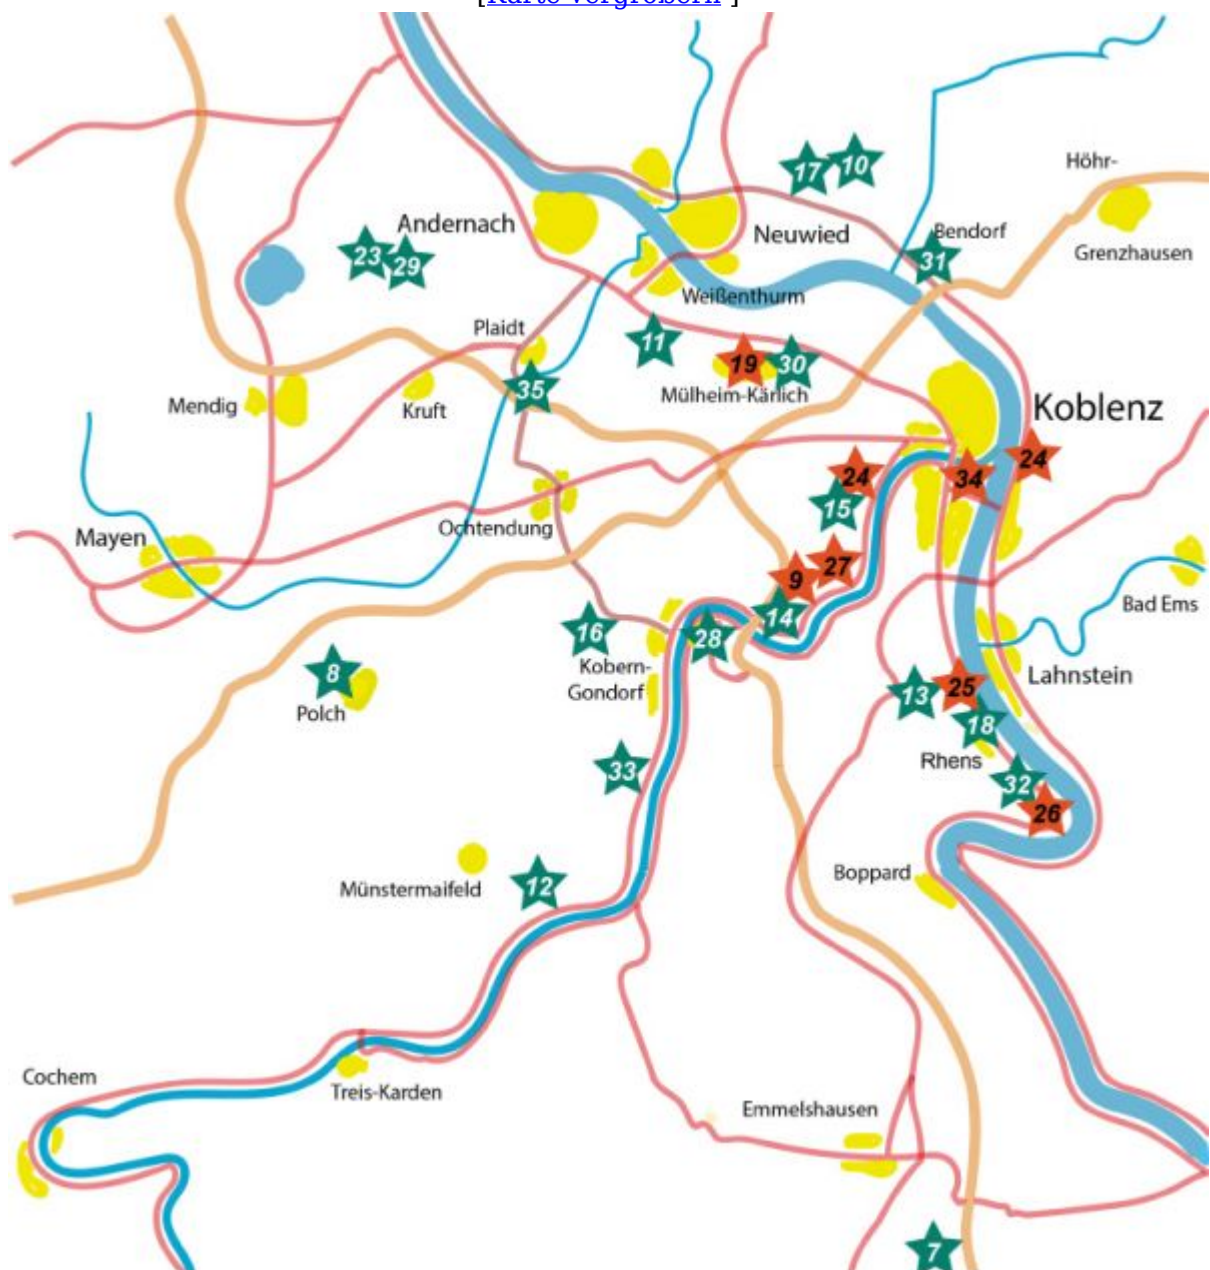 [Karte vergrößern ]
Höhr-
17
10
Andernach
Neuwied
Bendorf
Grenzhausen
23
29
31
Weißenthurm
Plaidt
11
19
30
35
Mülheim-Kärlich
Mendig
Kruft
Koblenz
24
34
24
15
Ochtendung
Mayen
27
9
14
Bad Ems
16
28
Kobern-
Gondorf
8
Polch
Lahnstein
25
13
18
Rhens
33
32
26
Münstermaifeld
12
Boppard
Cochem
Treis-Karden
Emmelshausen
7